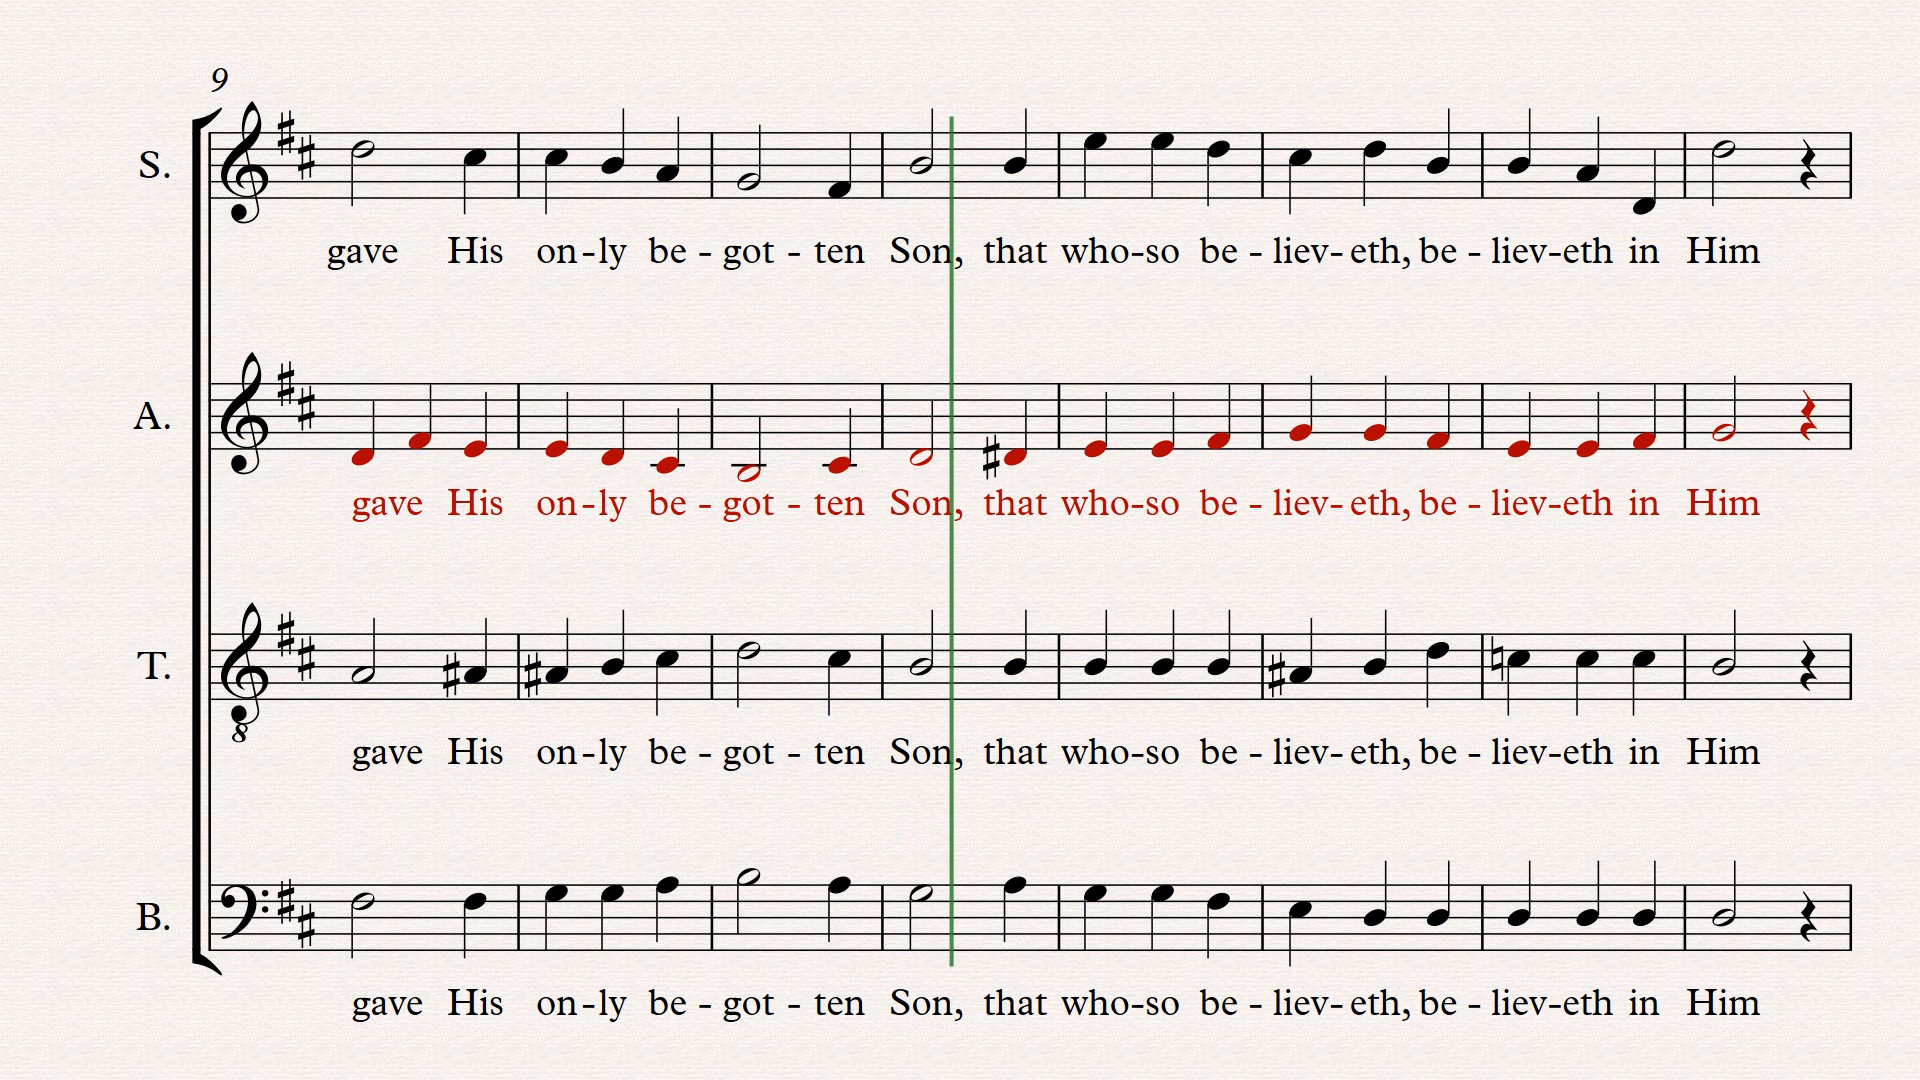 9
S.
gave His on-ly be - got - ten Son, that who-so be - liev- eth, be - liev-eth in Him
A.
gave His on-ly be - got - ten Son, that who-so be - liev- eth, be - liev-eth in Him
T.
8
gave His on-ly be - got - ten Son, that who-so be - liev- eth, be - liev-eth in Him
B.
gave His on-ly be - got - ten Son, that who-so be - liev- eth, be - liev-eth in Him